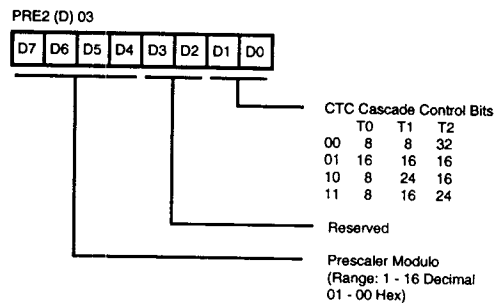 PRE2 (D) 03
D7 D6 D5 D4 D3 D2 D1 D0
CTC Cascade Control Bits
T0 T1 T2
00 8 8 32
01 16 16 16
10 8 24 16
11 8 16 24
Reserved
Prescaler Modulo
(Range: 1 - 16 Decimal
01 - 00 Hex)